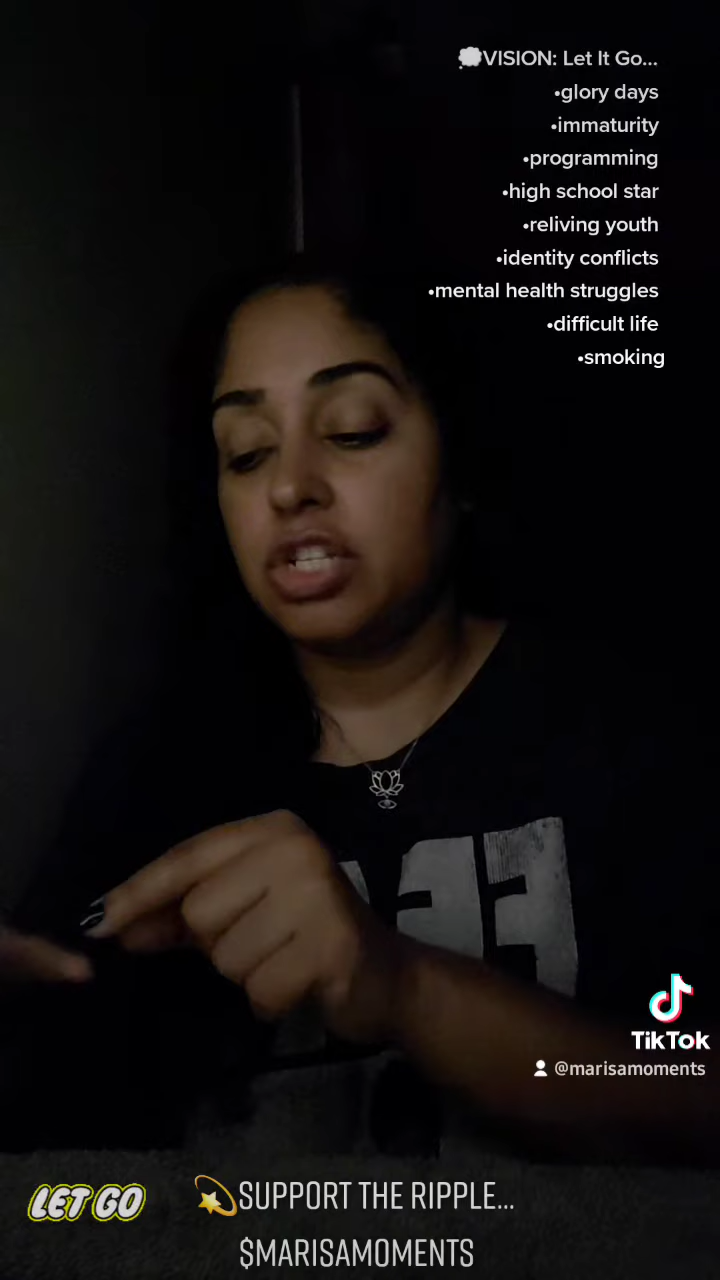 💭VISION: Let It Go...
•glory days
•immaturity
•programming
•high school star
•reliving youth
•identity conflicts
•mental health struggles
•difficult life
•smoking
TikTok
@marisamoments
LET GO
💫SUPPORT THE RIPPLE...
$MARISAMOMENTS